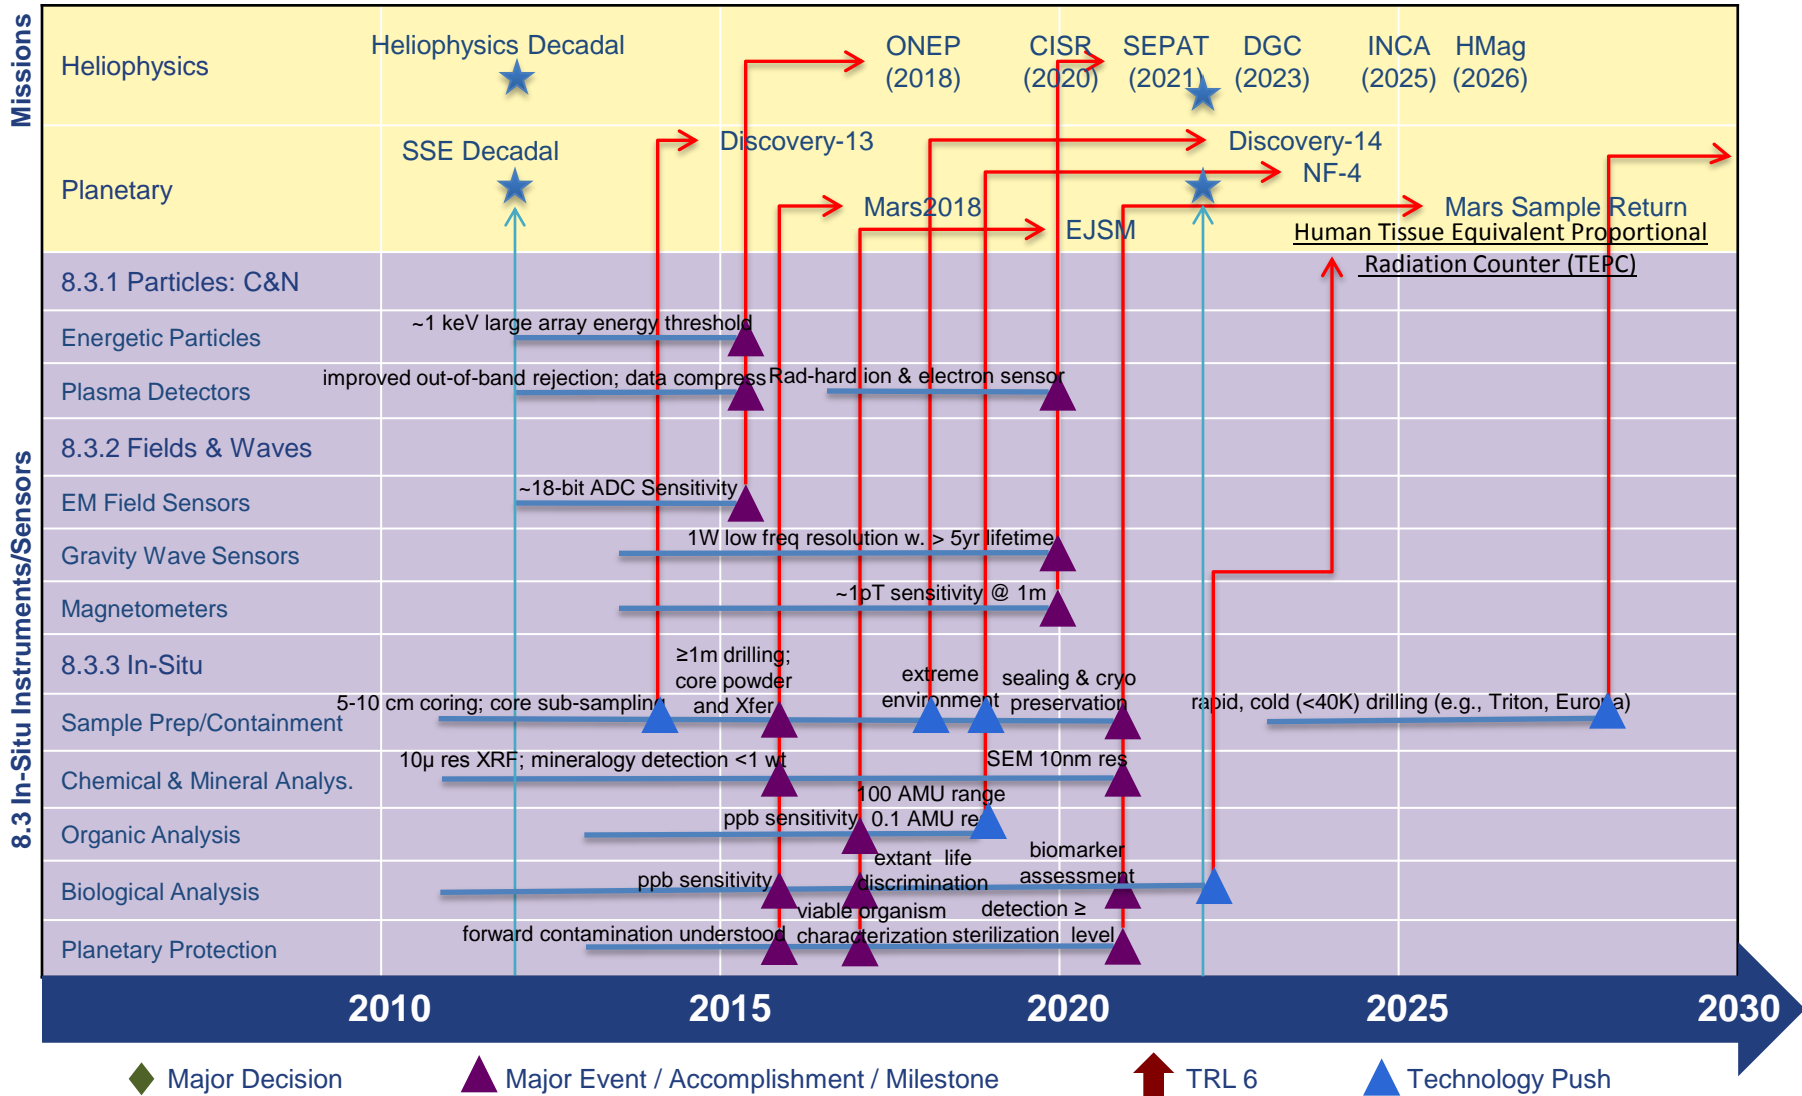 Missions
Heliophysics
Heliophysics Decadal
ONEP
(2018)
CISR
(2020)
SEPAT
(2021)
DGC
(2023)
INCA
(2025)
HMag
(2026)
Planetary
SSE Decadal
Discovery-13
Discovery-14
NF-4
Mars2018
EJSM
Mars Sample Return
Human Tissue Equivalent Proportional
Radiation Counter (TEPC)
8.3 In-Situ Instruments/Sensors
8.3.1 Particles: C&N
Energetic Particles
~1 keV large array energy threshold
Plasma Detectors
improved out-of-band rejection; data compress
Rad-hard ion & electron sensor
8.3.2 Fields & Waves
EM Field Sensors
~18-bit ADC Sensitivity
Gravity Wave Sensors
1W low freq resolution w. > 5yr lifetime
Magnetometers
~1pT sensitivity @ 1m
8.3.3 In-Situ
Sample Prep/Containment
5-10 cm coring; core sub-sampling
≥1m drilling;
core powder
and Xfer
extreme
environment
sealing & cryo
preservation
rapid, cold (<40K) drilling (e.g., Triton, Europa)
Chemical & Mineral Analys.
10µ res XRF; mineralogy detection <1 wt
SEM 10nm res
Organic Analysis
ppb sensitivity
100 AMU range
0.1 AMU res
Biological Analysis
ppb sensitivity
extant life
discrimination
biomarker
assessment
Planetary Protection
forward contamination understood
viable organism
characterization
detection ≥
sterilization level
2010
2015
2020
2025
2030
Major Decision
Major Event / Accomplishment / Milestone
TRL 6
Technology Push